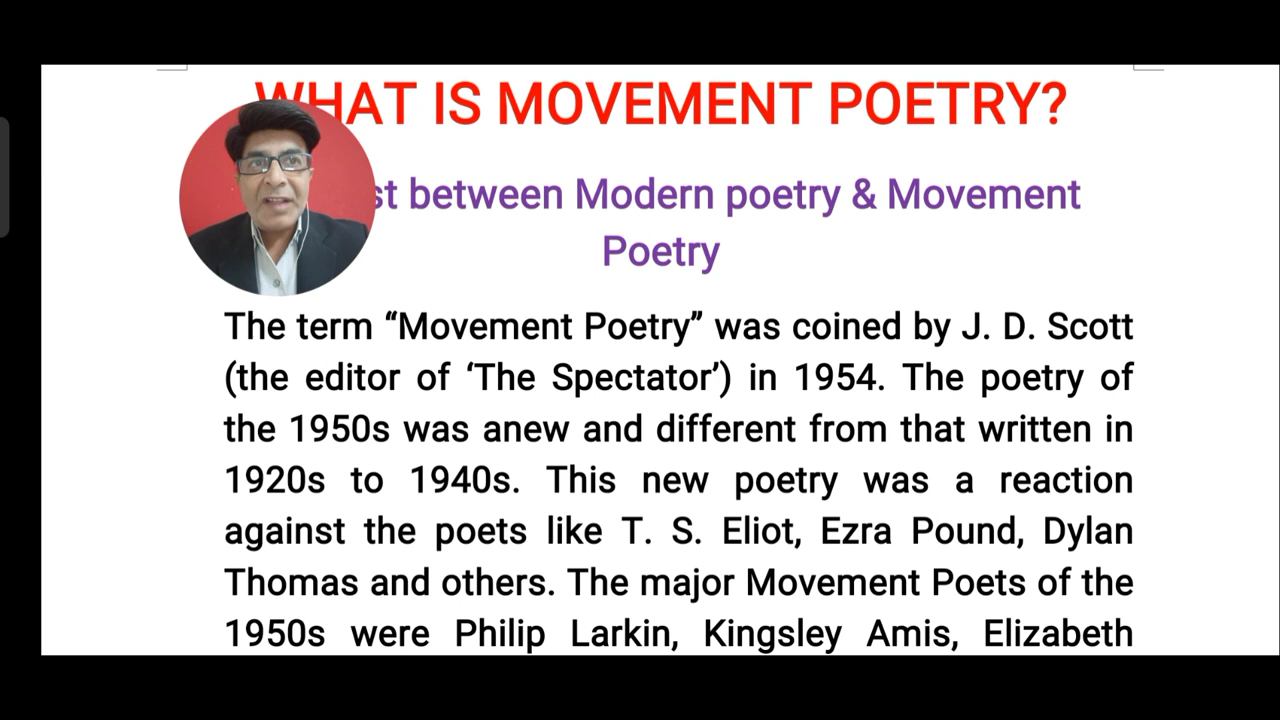 WHAT IS MOVEMENT POETRY?
between Modern poetry & Movement
Poetry
The term “Movement Poetry” was coined by J. D. Scott
(the editor of ‘The Spectator’) in 1954. The poetry of
the 1950s was anew and different from that written in
1920s to 1940s. This new poetry was a reaction
against the poets like T. S. Eliot, Ezra Pound, Dylan
Thomas and others. The major Movement Poets of the
1950s were Philip Larkin, Kingsley Amis, Elizabeth